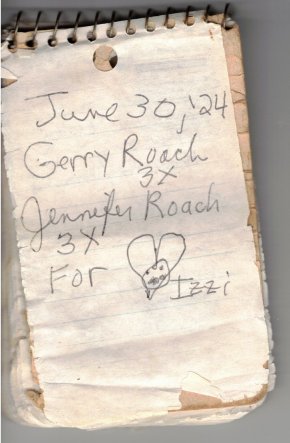 June 30, '24
Gerry Roach
3X
Jennifer Roach
3X
For Izzi